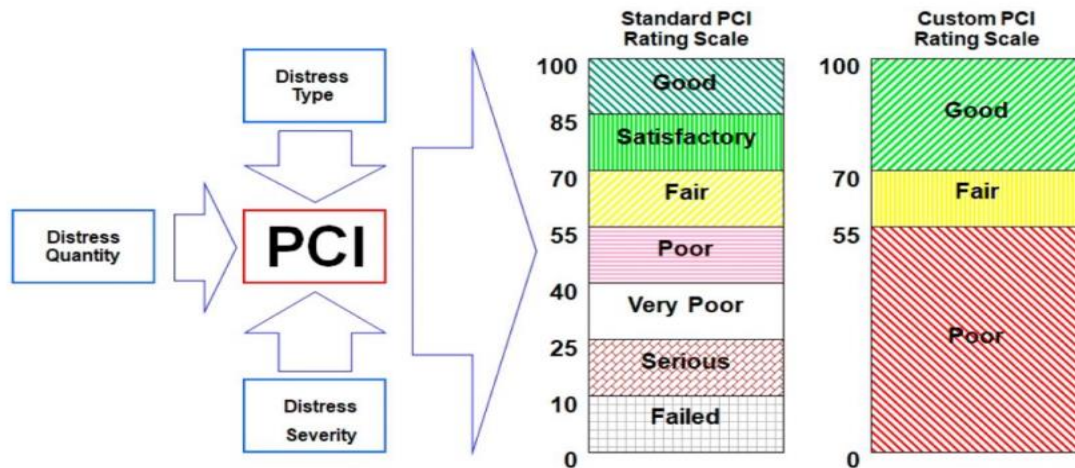 Distress
Type
Distress
Quantity
PCI
Distress
Severity
Standard PCI
Rating Scale
100
Good
85
Satisfactory
70
Fair
55
Poor
40
Very Poor
25
Serious
10
Failed
0
Custom PCI
Rating Scale
100
Good
70
Fair
55
Poor
0